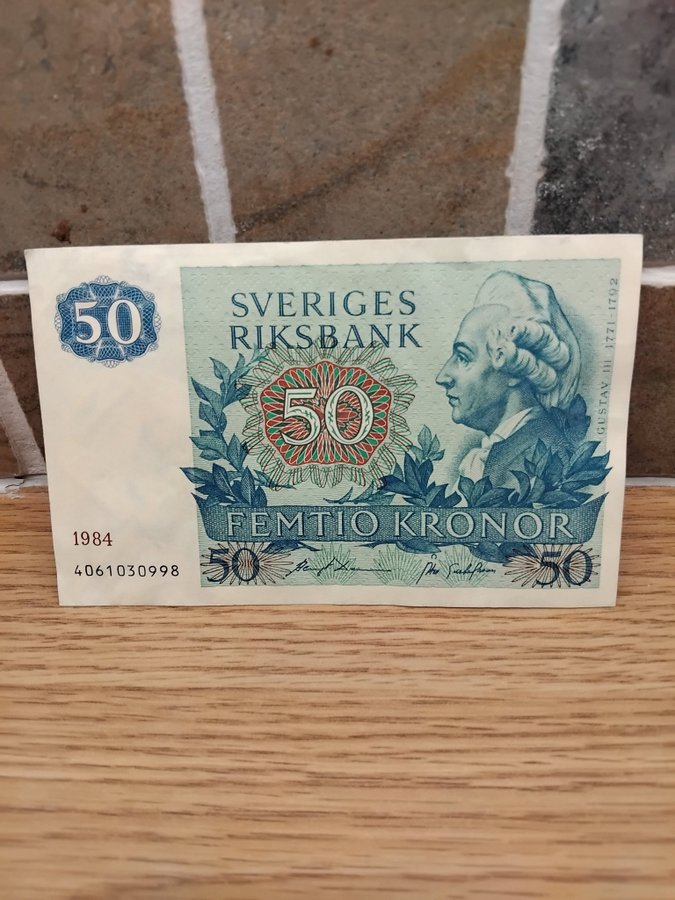 50
SVERIGES
RIKSBANK
50
GUSTAV III 1771-1792
FEMTIO KRONOR
1984
4061030998
50
50